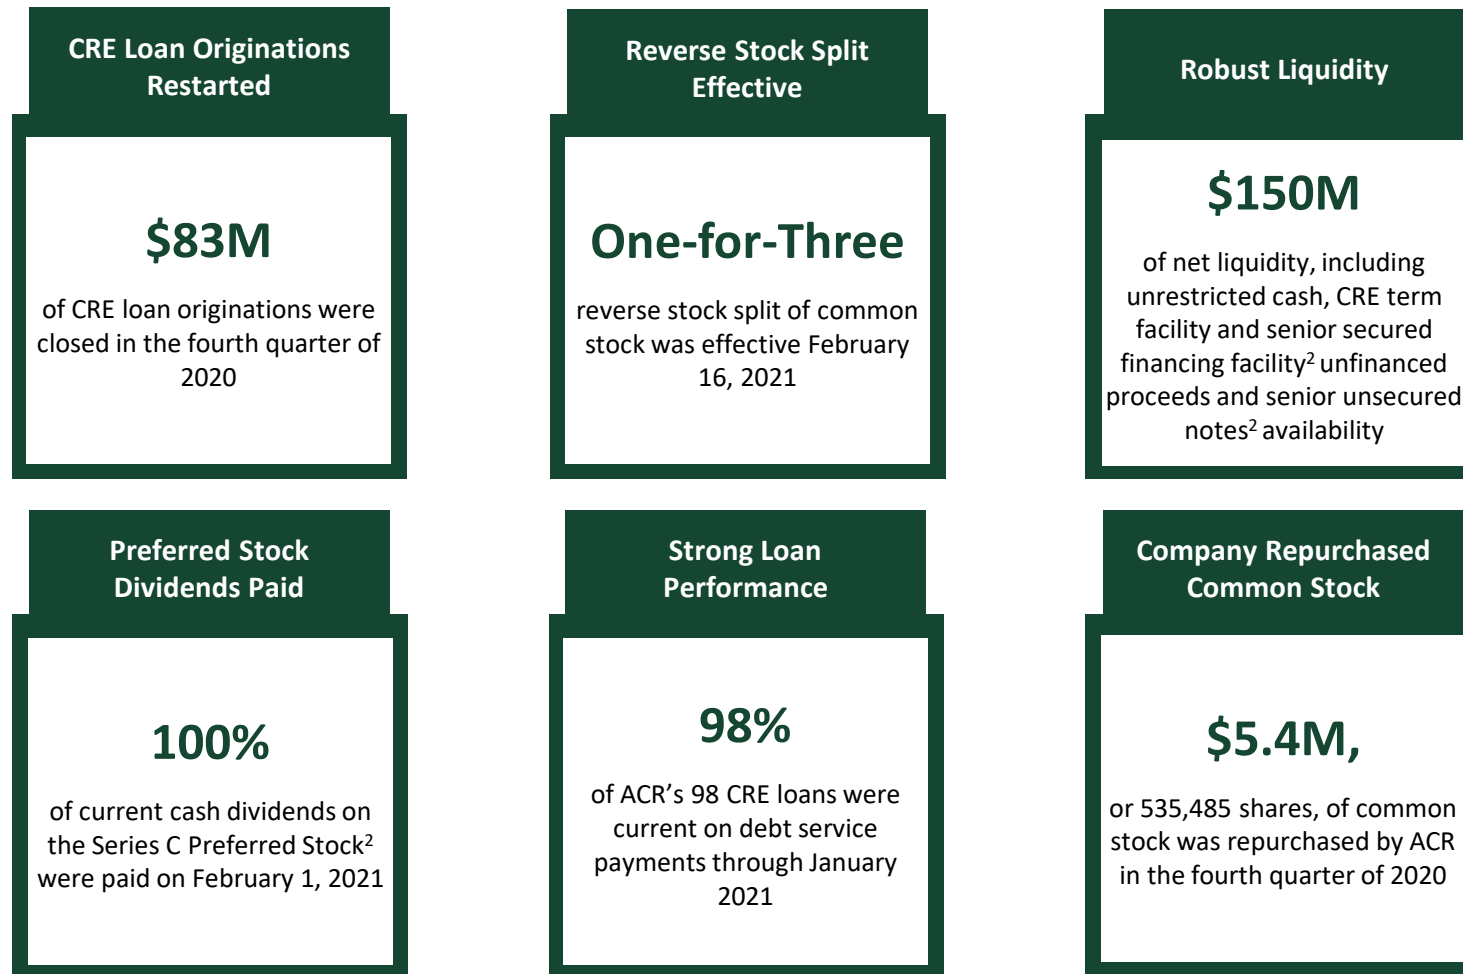 CRE Loan Originations
Restarted
$83M
of CRE loan originations were
closed in the fourth quarter of
2020
Reverse Stock Split
Effective
One-for-Three
reverse stock split of common
stock was effective February
16, 2021
Robust Liquidity
$150M
of net liquidity, including
unrestricted cash, CRE term
facility and senior secured
financing facility² unfinanced
proceeds and senior unsecured
notes² availability
Preferred Stock
Dividends Paid
100%
of current cash dividends on
the Series C Preferred Stock²
were paid on February 1, 2021
Strong Loan
Performance
98%
of ACR’s 98 CRE loans were
current on debt service
payments through January
2021
Company Repurchased
Common Stock
$5.4M,
or 535,485 shares, of common
stock was repurchased by ACR
in the fourth quarter of 2020